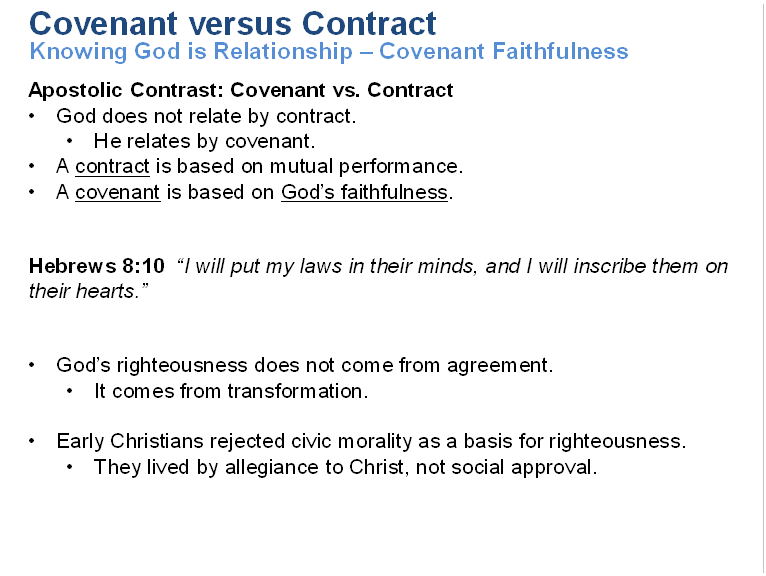 Covenant versus Contract
Knowing God is Relationship – Covenant Faithfulness
Apostolic Contrast: Covenant vs. Contract
• God does not relate by contract.
• He relates by covenant.
• A contract is based on mutual performance.
• A covenant is based on God’s faithfulness.
Hebrews 8:10 “I will put my laws in their minds, and I will inscribe them on
their hearts.”
• God’s righteousness does not come from agreement.
• It comes from transformation.
• Early Christians rejected civic morality as a basis for righteousness.
• They lived by allegiance to Christ, not social approval.